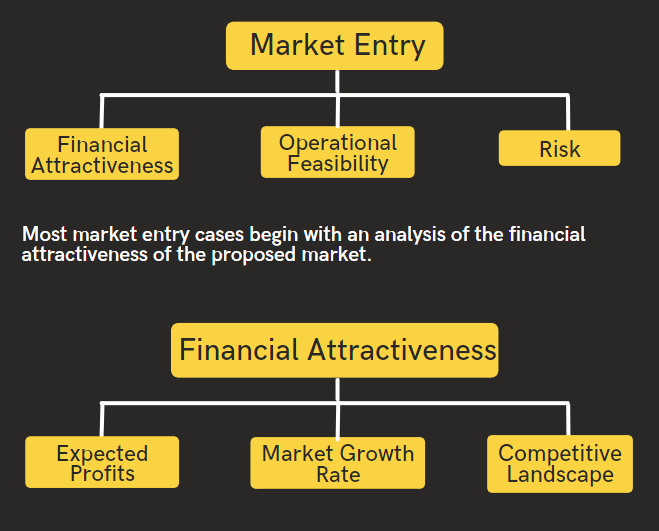 Market Entry
Financial
Attractiveness
Operational
Feasibility
Risk
Most market entry cases begin with an analysis of the financial
attractiveness of the proposed market.
Financial Attractiveness
Expected
Profits
Market Growth
Rate
Competitive
Landscape